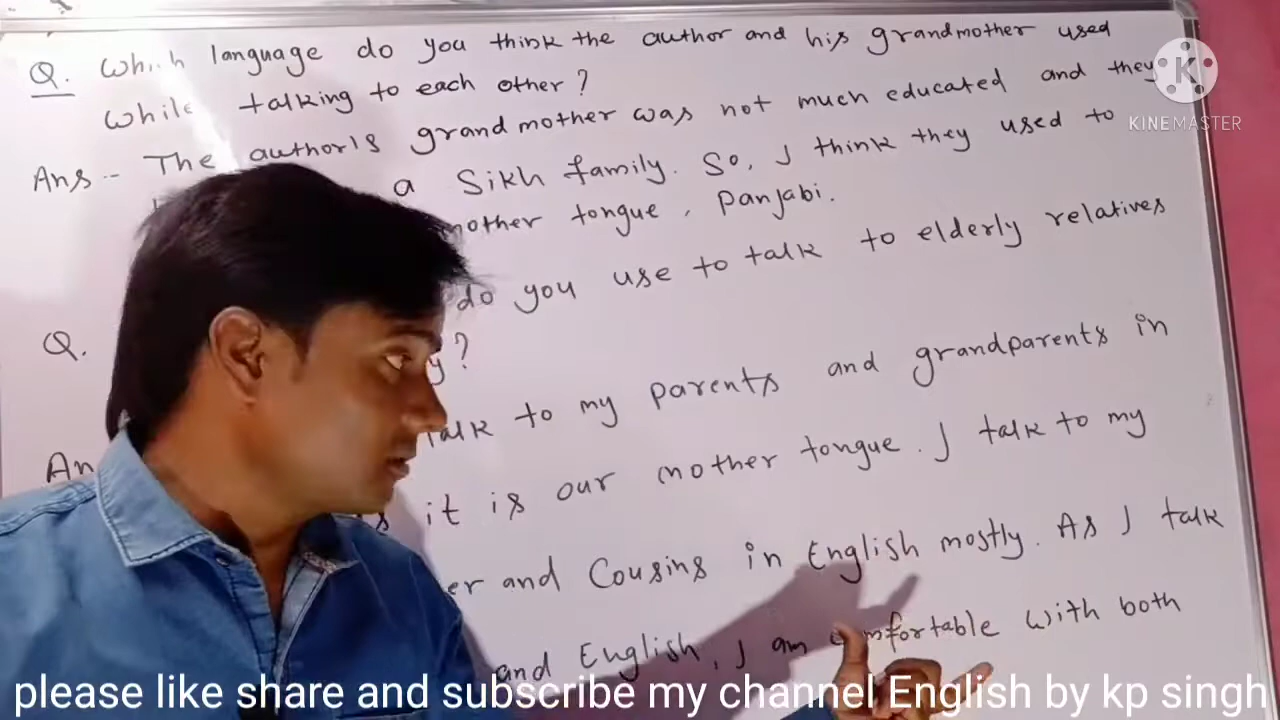 Q. Which language do you think the author and his grandmother used
while talking to each other?
Ans - The author's grandmother was not much educated and they
a Sikh family. So, I think they used to
mother tongue, Panjabi.
Q. do you use to talk to elderly relatives
y?
An talk to my parents and grandparents in
it is our mother tongue. I talk to my
er and Cousins in English mostly. As I talk
and English, I am comfortable with both
KINEMASTER
please like share and subscribe my channel English by kp singh